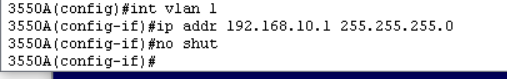 3550A(config)#int vlan 1
3550A(config-if)#ip addr 192.168.10.1 255.255.255.0
3550A(config-if)#no shut
3550A(config-if)#